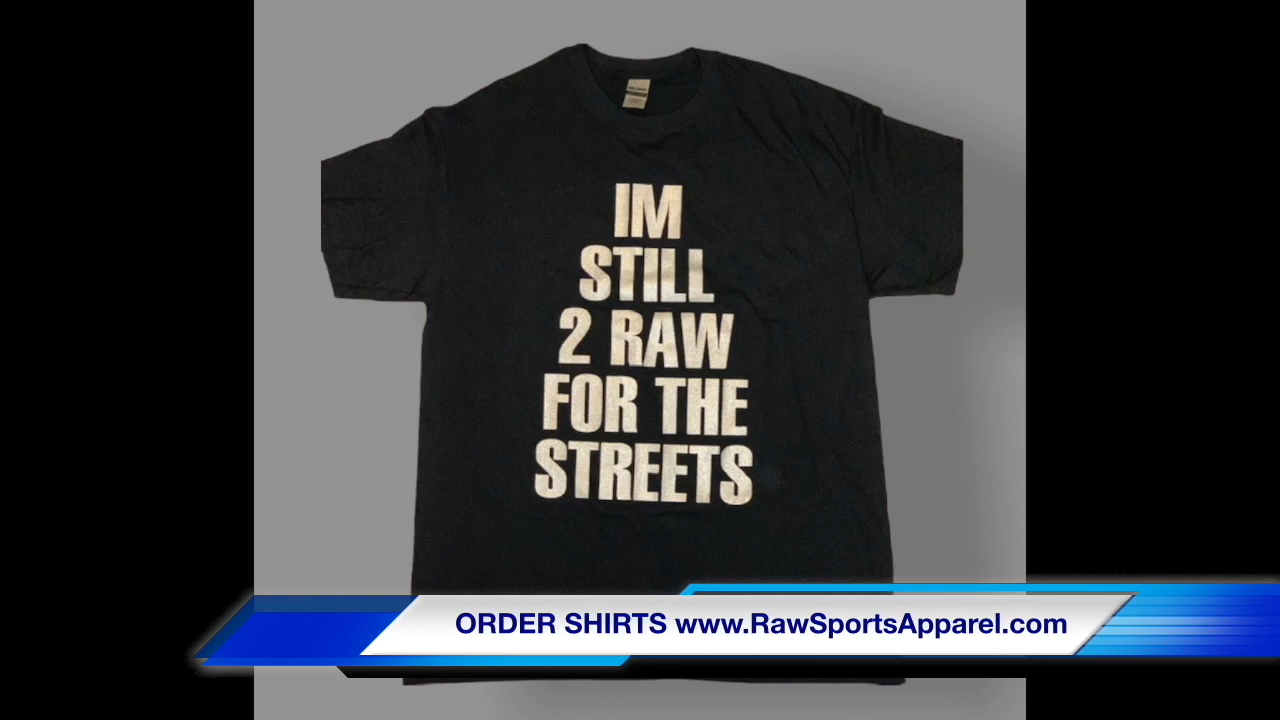 IM
STILL
2 RAW
FOR THE
STREETS
ORDER SHIRTS www.RawSportsApparel.com